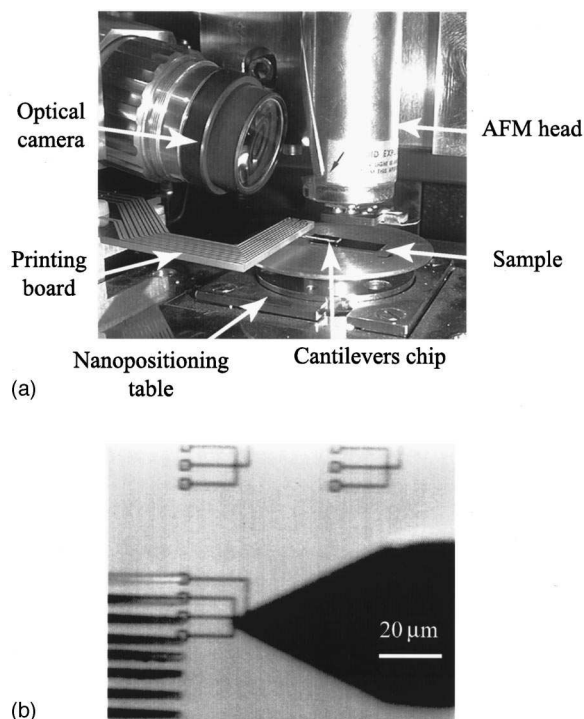 Optical
camera
AFM head
Printing
board
Sample
Nanopositioning
table
Cantilevers chip
(a)
20 µm
(b)